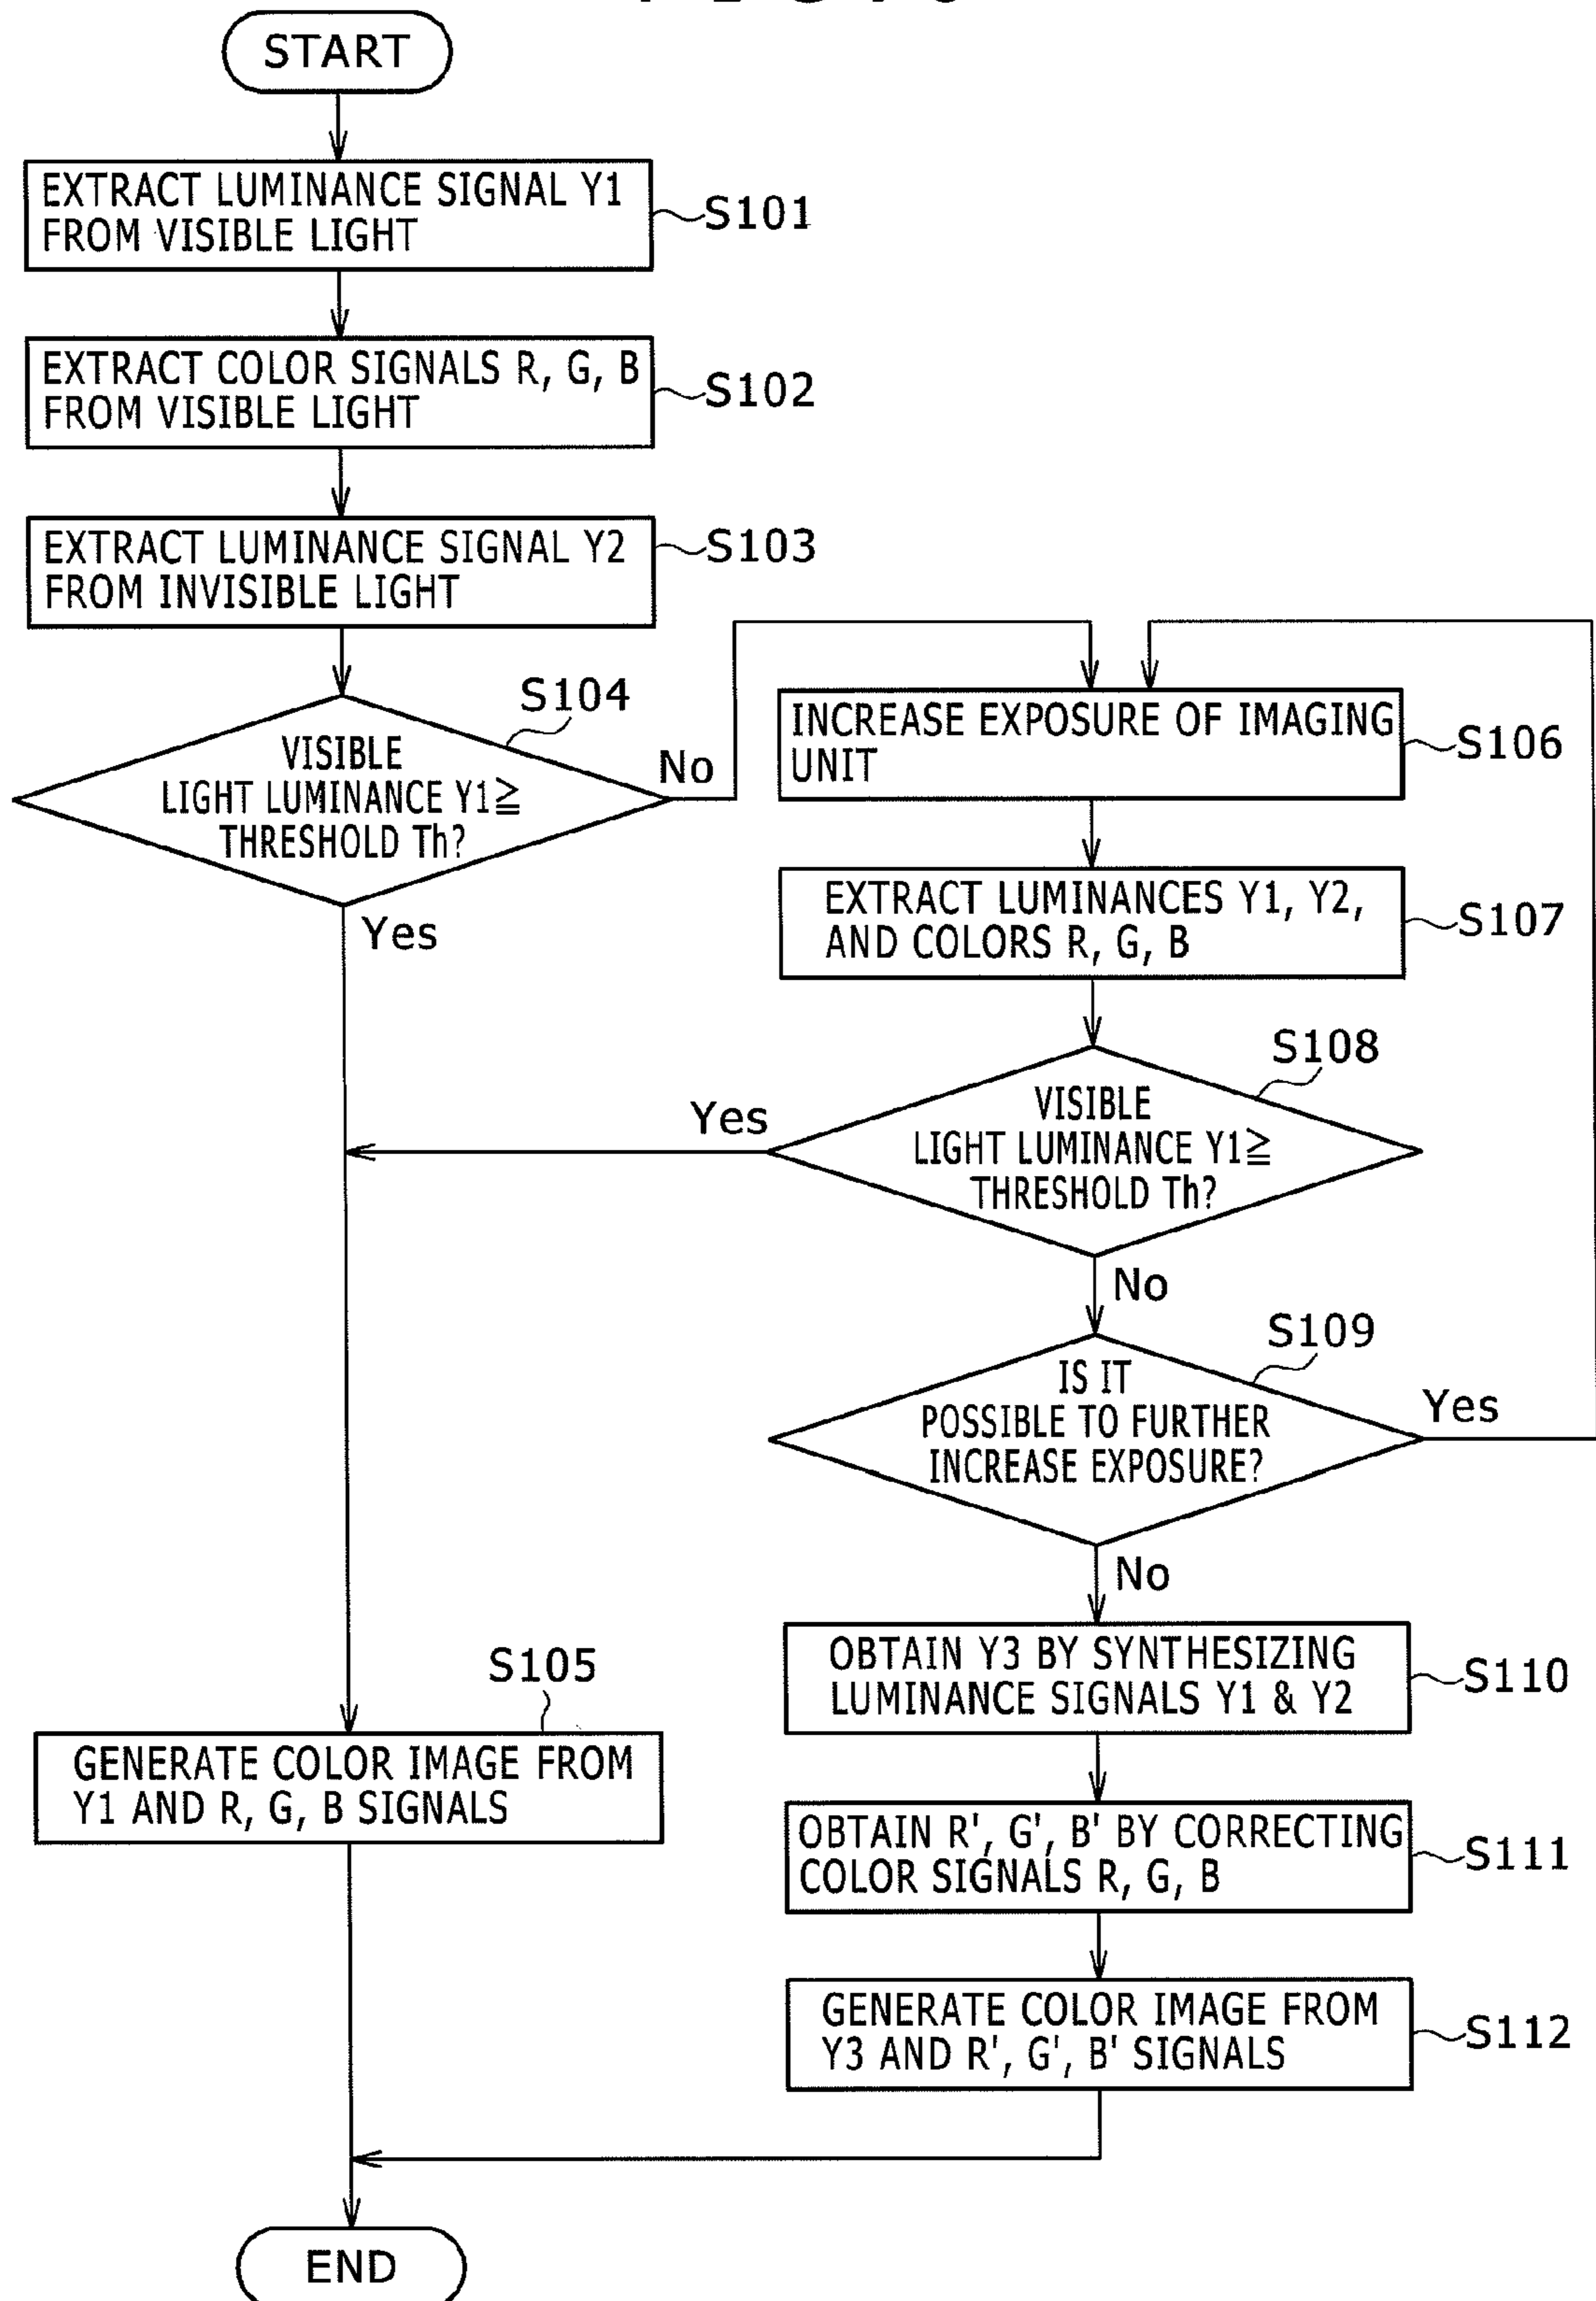 START
EXTRACT LUMINANCE SIGNAL Y1
FROM VISIBLE LIGHT
S101
EXTRACT COLOR SIGNALS R, G, B
FROM VISIBLE LIGHT
S102
EXTRACT LUMINANCE SIGNAL Y2
FROM INVISIBLE LIGHT
S103
S104
VISIBLE
LIGHT LUMINANCE Y1≧
THRESHOLD Th?
No
Yes
INCREASE EXPOSURE OF IMAGING
UNIT
S106
EXTRACT LUMINANCES Y1, Y2,
AND COLORS R, G, B
S107
S108
VISIBLE
LIGHT LUMINANCE Y1≧
THRESHOLD Th?
Yes
No
S109
IS IT
POSSIBLE TO FURTHER
INCREASE EXPOSURE?
Yes
No
OBTAIN Y3 BY SYNTHESIZING
LUMINANCE SIGNALS Y1 & Y2
S110
S105
GENERATE COLOR IMAGE FROM
Y1 AND R, G, B SIGNALS
OBTAIN R', G', B' BY CORRECTING
COLOR SIGNALS R, G, B
S111
GENERATE COLOR IMAGE FROM
Y3 AND R', G', B' SIGNALS
S112
END